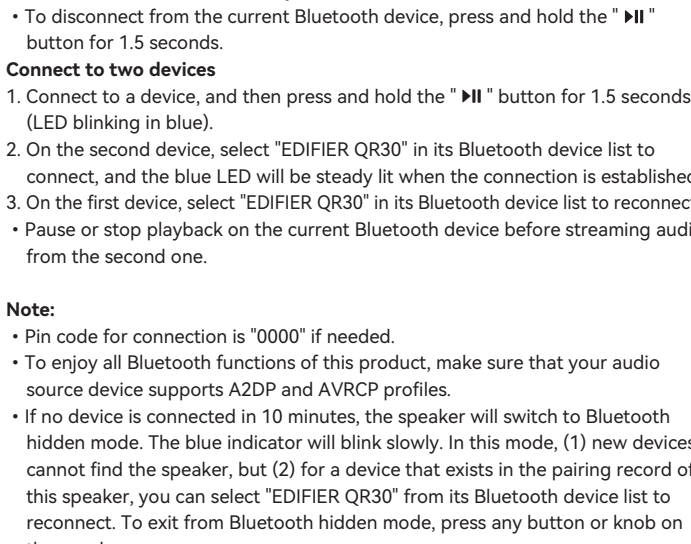 • To disconnect from the current Bluetooth device, press and hold the " ▶II "
button for 1.5 seconds.
Connect to two devices
1. Connect to a device, and then press and hold the " ▶II " button for 1.5 seconds
(LED blinking in blue).
2. On the second device, select "EDIFIER QR30" in its Bluetooth device list to
connect, and the blue LED will be steady lit when the connection is established
3. On the first device, select "EDIFIER QR30" in its Bluetooth device list to reconnect
• Pause or stop playback on the current Bluetooth device before streaming audi
from the second one.
Note:
• Pin code for connection is "0000" if needed.
• To enjoy all Bluetooth functions of this product, make sure that your audio
source device supports A2DP and AVRCP profiles.
• If no device is connected in 10 minutes, the speaker will switch to Bluetooth
hidden mode. The blue indicator will blink slowly. In this mode, (1) new devices
cannot find the speaker, but (2) for a device that exists in the pairing record of
this speaker, you can select "EDIFIER QR30" from its Bluetooth device list to
reconnect. To exit from Bluetooth hidden mode, press any button or knob on